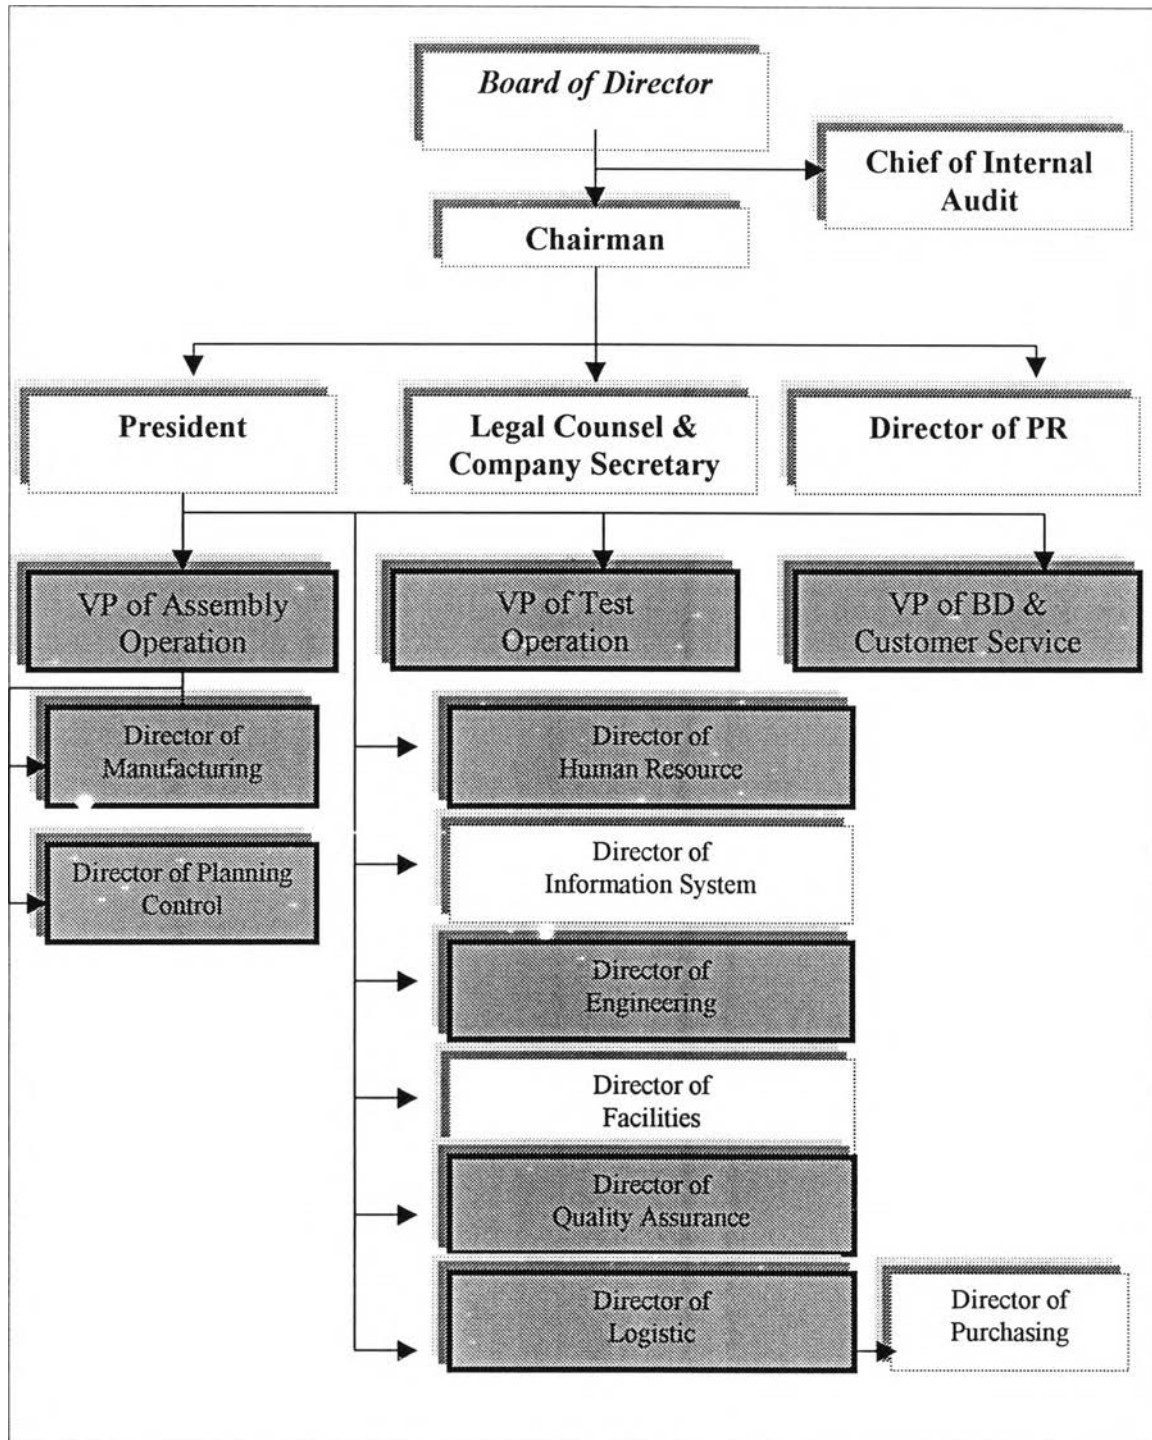 Board of Director
Chief of Internal
Audit
Chairman
President
Legal Counsel &
Company Secretary
Director of PR
VP of Assembly
Operation
VP of Test
Operation
VP of BD &
Customer Service
Director of
Manufacturing
Director of Planning
Control
Director of
Human Resource
Director of
Information System
Director of
Engineering
Director of
Facilities
Director of
Quality Assurance
Director of
Logistic
Director of
Purchasing